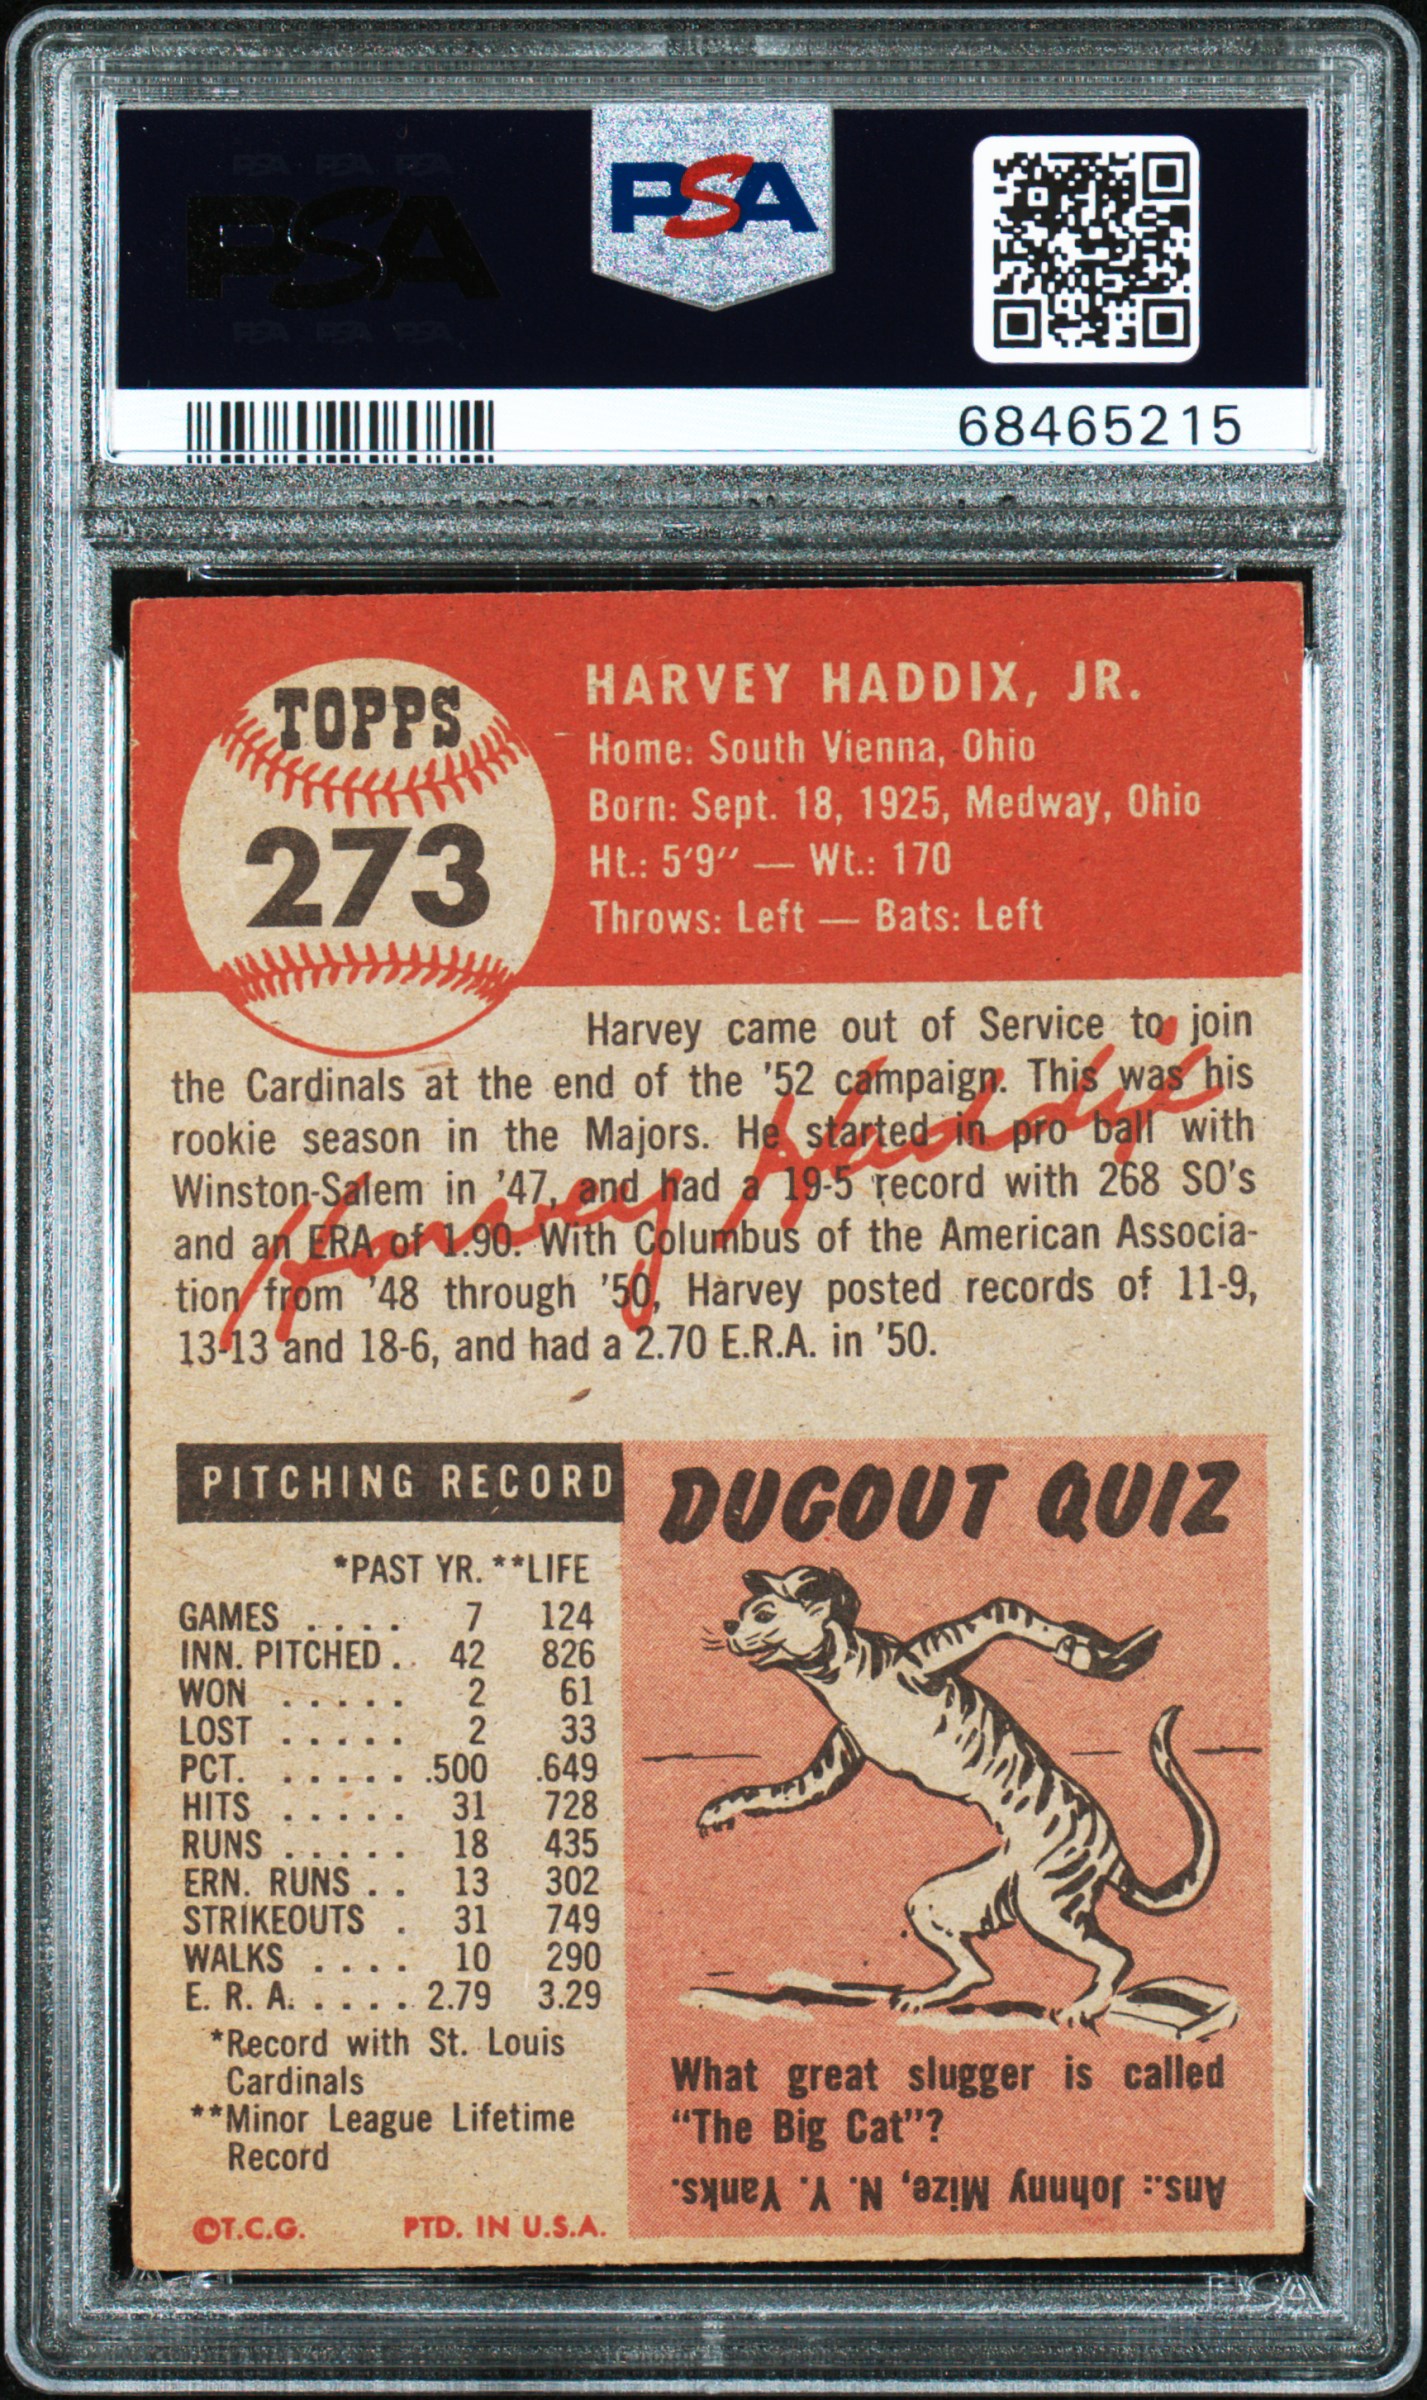 PSA PSA PSA
PSA
PSA PSA PSA
PSA
68465215
TOPPS
273
HARVEY HADDIX, JR.
Home: South Vienna, Ohio
Born: Sept. 18, 1925, Medway, Ohio
Ht.: 5'9" — Wt.: 170
Throws: Left — Bats: Left
Harvey came out of Service to join
the Cardinals at the end of the '52 campaign. This was his
rookie season in the Majors. He started in pro ball with
Winston-Salem in '47, and had a 19-5 record with 268 SO's
and an ERA of 1.90. With Columbus of the American Associa-
tion from '48 through '50, Harvey posted records of 11-9,
13-13 and 18-6, and had a 2.70 E.R.A. in '50.
Harvey Haddix
PITCHING RECORD
*PAST YR. **LIFE
GAMES .... 7 124
INN. PITCHED .. 42 826
WON ..... 2 61
LOST ..... 2 33
PCT. ...... .500 .649
HITS ..... 31 728
RUNS ..... 18 435
ERN. RUNS .. 13 302
STRIKEOUTS . 31 749
WALKS .... 10 290
E. R. A. ..... 2.79 3.29
*Record with St. Louis
Cardinals
**Minor League Lifetime
Record
©T.C.G. PTD. IN U.S.A.
DUGOUT QUIZ
What great slugger is called
"The Big Cat"?
Ans.: Johnny Mize, N. Y. Yanks.
PSA